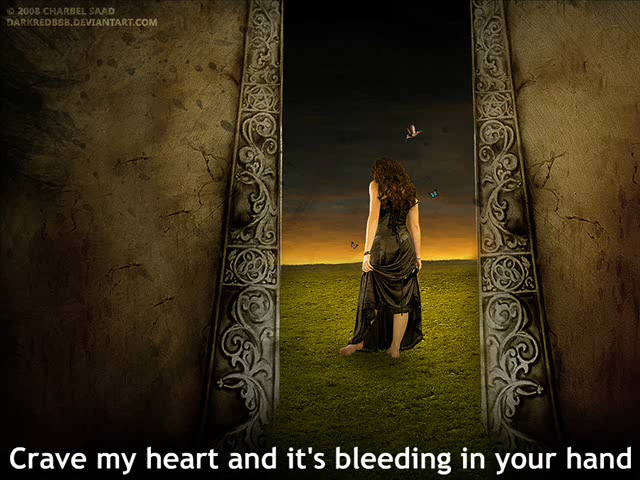 © 2008 CHARBEL SAAD
DARKREDBBB.DEVIANTART.COM
Crave my heart and it's bleeding in your hand